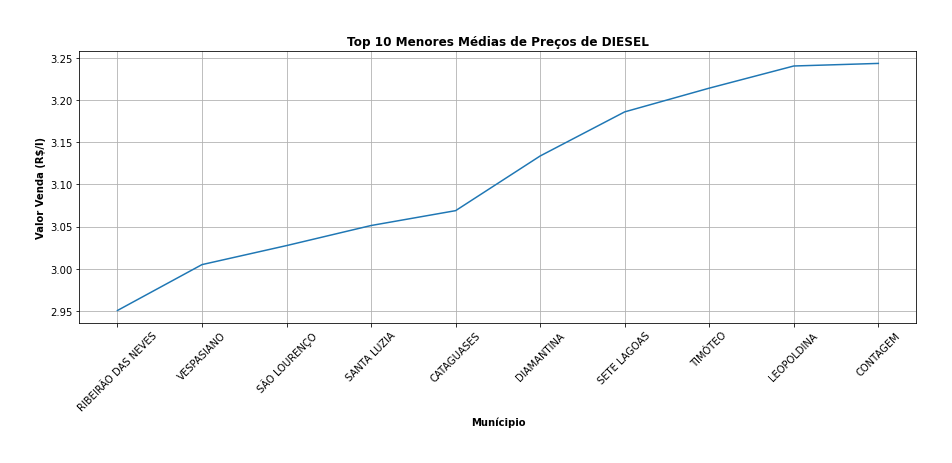 Top 10 Menores Médias de Preços de DIESEL
Valor Venda (R$/l)
3.25
3.20
3.15
3.10
3.05
3.00
2.95
RIBEIRÃO DAS NEVES
VESPASIANO
SÃO LOURENÇO
SANTA LUZIA
CATAGUASES
DIAMANTINA
SETE LAGOAS
TIMÓTEO
LEOPOLDINA
CONTAGEM
Munícipio